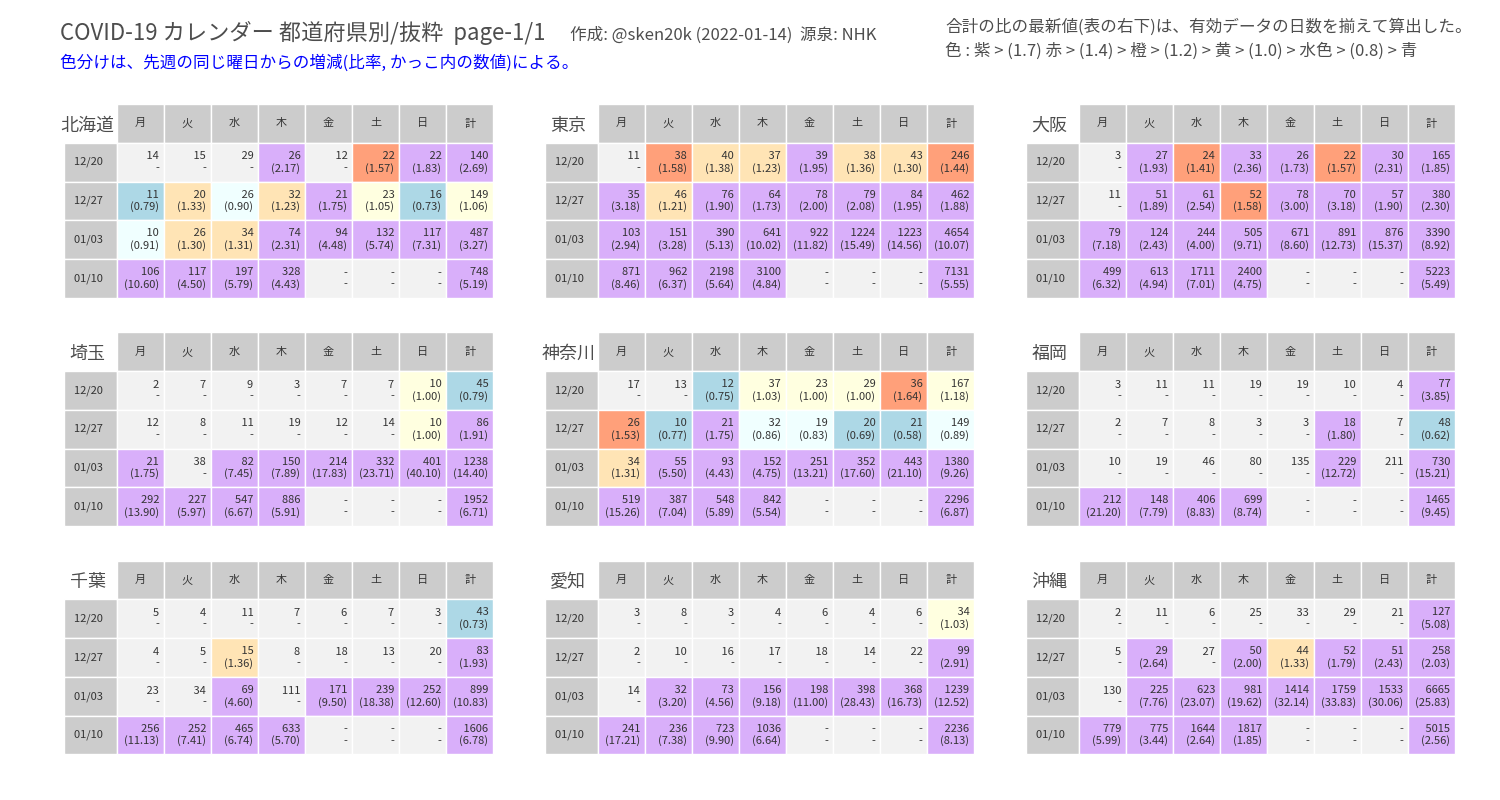 COVID-19 カレンダー 都道府県別/抜粋 page-1/1 作成: @sken20k (2022-01-14) 源泉: NHK
色分けは、先週の同じ曜日からの増減(比率, かっこ内の数値)による。
合計の比の最新値(表の右下)は、有効データの日数を揃えて算出した。
色 : 紫 > (1.7) 赤 > (1.4) 橙 > (1.2) 黄 > (1.0) > 水色 > (0.8) > 青
北海道 月 火 水 木 金 土 日 計
12/20 14 15 29 26 12 22 22 140
- - - (2.17) - (1.57) (1.83) (2.69)
12/27 11 20 26 32 21 23 16 149
(0.79) (1.33) (0.90) (1.23) (1.75) (1.05) (0.73) (1.06)
01/03 10 26 34 74 94 132 117 487
(0.91) (1.30) (1.31) (2.31) (4.48) (5.74) (7.31) (3.27)
01/10 106 117 197 328 - - - 748
(10.60) (4.50) (5.79) (4.43) - - - (5.19)
東京 月 火 水 木 金 土 日 計
12/20 11 38 40 37 39 38 43 246
- (1.58) (1.38) (1.23) (1.95) (1.36) (1.30) (1.44)
12/27 35 46 76 64 78 79 84 462
(3.18) (1.21) (1.90) (1.73) (2.00) (2.08) (1.95) (1.88)
01/03 103 151 390 641 922 1224 1223 4654
(2.94) (3.28) (5.13) (10.02) (11.82) (15.49) (14.56) (10.07)
01/10 871 962 2198 3100 - - - 7131
(8.46) (6.37) (5.64) (4.84) - - - (5.55)
大阪 月 火 水 木 金 土 日 計
12/20 3 27 24 33 26 22 30 165
- (1.93) (1.41) (2.36) (1.73) (1.57) (2.31) (1.85)
12/27 11 51 61 52 78 70 57 380
- (1.89) (2.54) (1.58) (3.00) (3.18) (1.90) (2.30)
01/03 79 124 244 505 671 891 876 3390
(7.18) (2.43) (4.00) (9.71) (8.60) (12.73) (15.37) (8.92)
01/10 499 613 1711 2400 - - - 5223
(6.32) (4.94) (7.01) (4.75) - - - (5.49)
埼玉 月 火 水 木 金 土 日 計
12/20 2 7 9 3 7 7 10 45
- - - - - - (1.00) (0.79)
12/27 12 8 11 19 12 14 10 86
- - - - - - (1.00) (1.91)
01/03 21 38 82 150 214 332 401 1238
(1.75) - (7.45) (7.89) (17.83) (23.71) (40.10) (14.40)
01/10 292 227 547 886 - - - 1952
(13.90) (5.97) (6.67) (5.91) - - - (6.71)
神奈川 月 火 水 木 金 土 日 計
12/20 17 13 12 37 23 29 36 167
- - (0.75) (1.03) (1.00) (1.00) (1.64) (1.18)
12/27 26 10 21 32 19 20 21 149
(1.53) (0.77) (1.75) (0.86) (0.83) (0.69) (0.58) (0.89)
01/03 34 55 93 152 251 352 443 1380
(1.31) (5.50) (4.43) (4.75) (13.21) (17.60) (21.10) (9.26)
01/10 519 387 548 842 - - - 2296
(15.26) (7.04) (5.89) (5.54) - - - (6.87)
福岡 月 火 水 木 金 土 日 計
12/20 3 11 11 19 19 10 4 77
- - - - - - - (3.85)
12/27 2 7 8 3 3 18 7 48
- - - - - (1.80) - (0.62)
01/03 10 19 46 80 135 229 211 730
- - - - - (12.72) - (15.21)
01/10 212 148 406 699 - - - 1465
(21.20) (7.79) (8.83) (8.74) - - - (9.45)
千葉 月 火 水 木 金 土 日 計
12/20 5 4 11 7 6 7 3 43
- - - - - - - (0.73)
12/27 4 5 15 8 18 13 20 83
- - (1.36) - - - - (1.93)
01/03 23 34 69 111 171 239 252 899
- - (4.60) - (9.50) (18.38) (12.60) (10.83)
01/10 256 252 465 633 - - - 1606
(11.13) (7.41) (6.74) (5.70) - - - (6.78)
愛知 月 火 水 木 金 土 日 計
12/20 3 8 3 4 6 4 6 34
- - - - - - - (1.03)
12/27 2 10 16 17 18 14 22 99
- - - - - - - (2.91)
01/03 14 32 73 156 198 398 368 1239
- (3.20) (4.56) (9.18) (11.00) (28.43) (16.73) (12.52)
01/10 241 236 723 1036 - - - 2236
(17.21) (7.38) (9.90) (6.64) - - - (8.13)
沖縄 月 火 水 木 金 土 日 計
12/20 2 11 6 25 33 29 21 127
- - - - - - - (5.08)
12/27 5 29 27 50 44 52 51 258
- (2.64) - (2.00) (1.33) (1.79) (2.43) (2.03)
01/03 130 225 623 981 1414 1759 1533 6665
- (7.76) (23.07) (19.62) (32.14) (33.83) (30.06) (25.83)
01/10 779 775 1644 1817 - - - 5015
(5.99) (3.44) (2.64) (1.85) - - - (2.56)